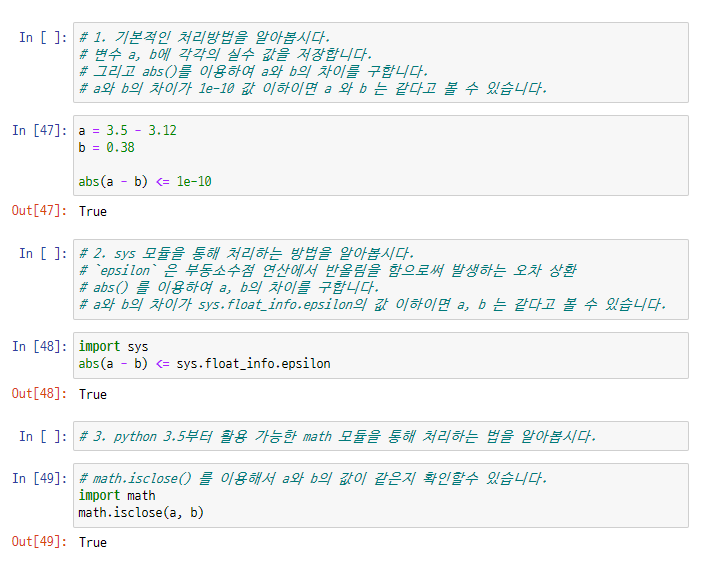 In [ ]: # 1. 기본적인 처리방법을 알아봅시다.
# 변수 a, b에 각각의 실수 값을 저장합니다.
# 그리고 abs()를 이용하여 a와 b의 차이를 구합니다.
# a와 b의 차이가 1e-10 값 이하이면 a 와 b 는 같다고 볼 수 있습니다.
In [47]: a = 3.5 - 3.12
b = 0.38
abs(a - b) <= 1e-10
Out[47]: True
In [ ]: # 2. sys 모듈을 통해 처리하는 방법을 알아봅시다.
# `epsilon` 은 부동소수점 연산에서 반올림을 함으로써 발생하는 오차 상환
# abs() 를 이용하여 a, b의 차이를 구합니다.
# a와 b의 차이가 sys.float_info.epsilon의 값 이하이면 a, b 는 같다고 볼 수 있습니다.
In [48]: import sys
abs(a - b) <= sys.float_info.epsilon
Out[48]: True
In [ ]: # 3. python 3.5부터 활용 가능한 math 모듈을 통해 처리하는 법을 알아봅시다.
In [49]: # math.isclose() 를 이용해서 a와 b의 값이 같은지 확인할수 있습니다.
import math
math.isclose(a, b)
Out[49]: True